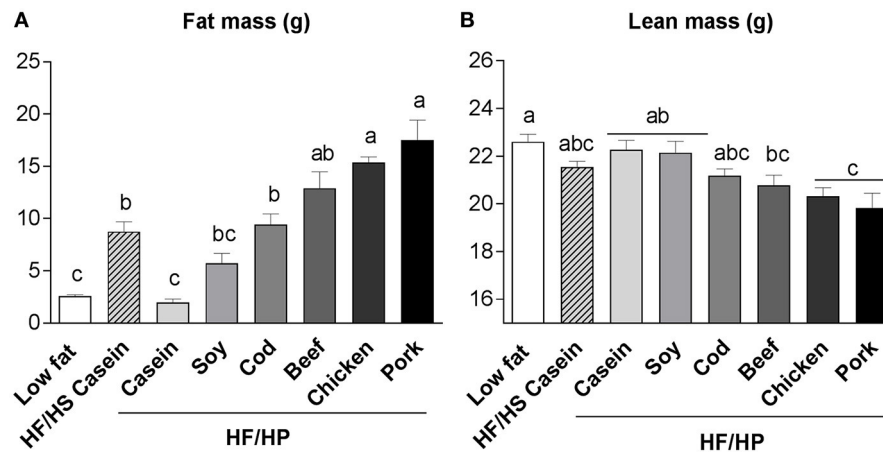 A
Fat mass (g)
25
20
15
10
5
0
c
b
c
bc
b
ab
a
a
Low fat
HF/HS Casein
Casein
Soy
Cod
Beef
Chicken
Pork
HF/HP
B
Lean mass (g)
26
24
22
20
18
16
a
abc
ab
abc
bc
c
Low fat
HF/HS Casein
Casein
Soy
Cod
Beef
Chicken
Pork
HF/HP